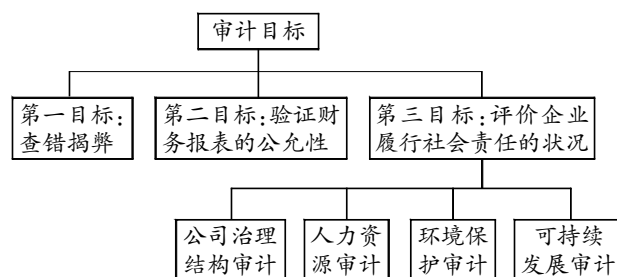 审计目标
第一目标:
查错揭弊
第二目标:验证财
务报表的公允性
第三目标:评价企业
履行社会责任的状况
公司治理
结构审计
人力资
源审计
环境保
护审计
可持续
发展审计